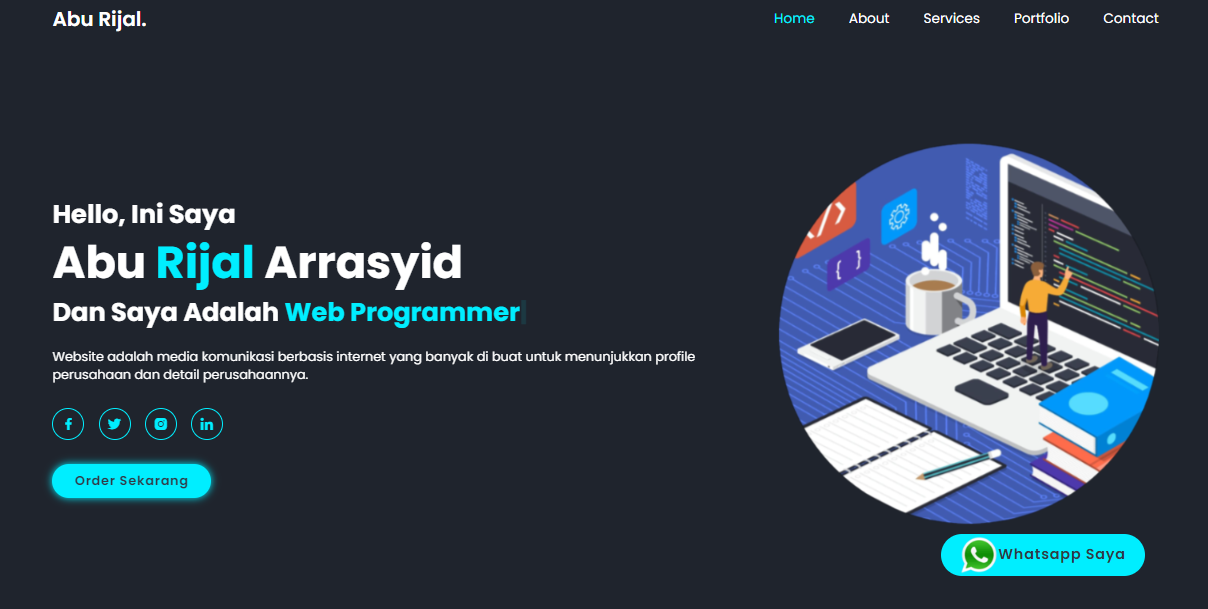 Abu Rijal.
Home About Services Portfolio Contact
Hello, Ini Saya
Abu Rijal Arrasyid
Dan Saya Adalah Web Programmer
Website adalah media komunikasi berbasis internet yang banyak di buat untuk menunjukkan profile
perusahaan dan detail perusahaannya.
Order Sekarang
Whatsapp Saya